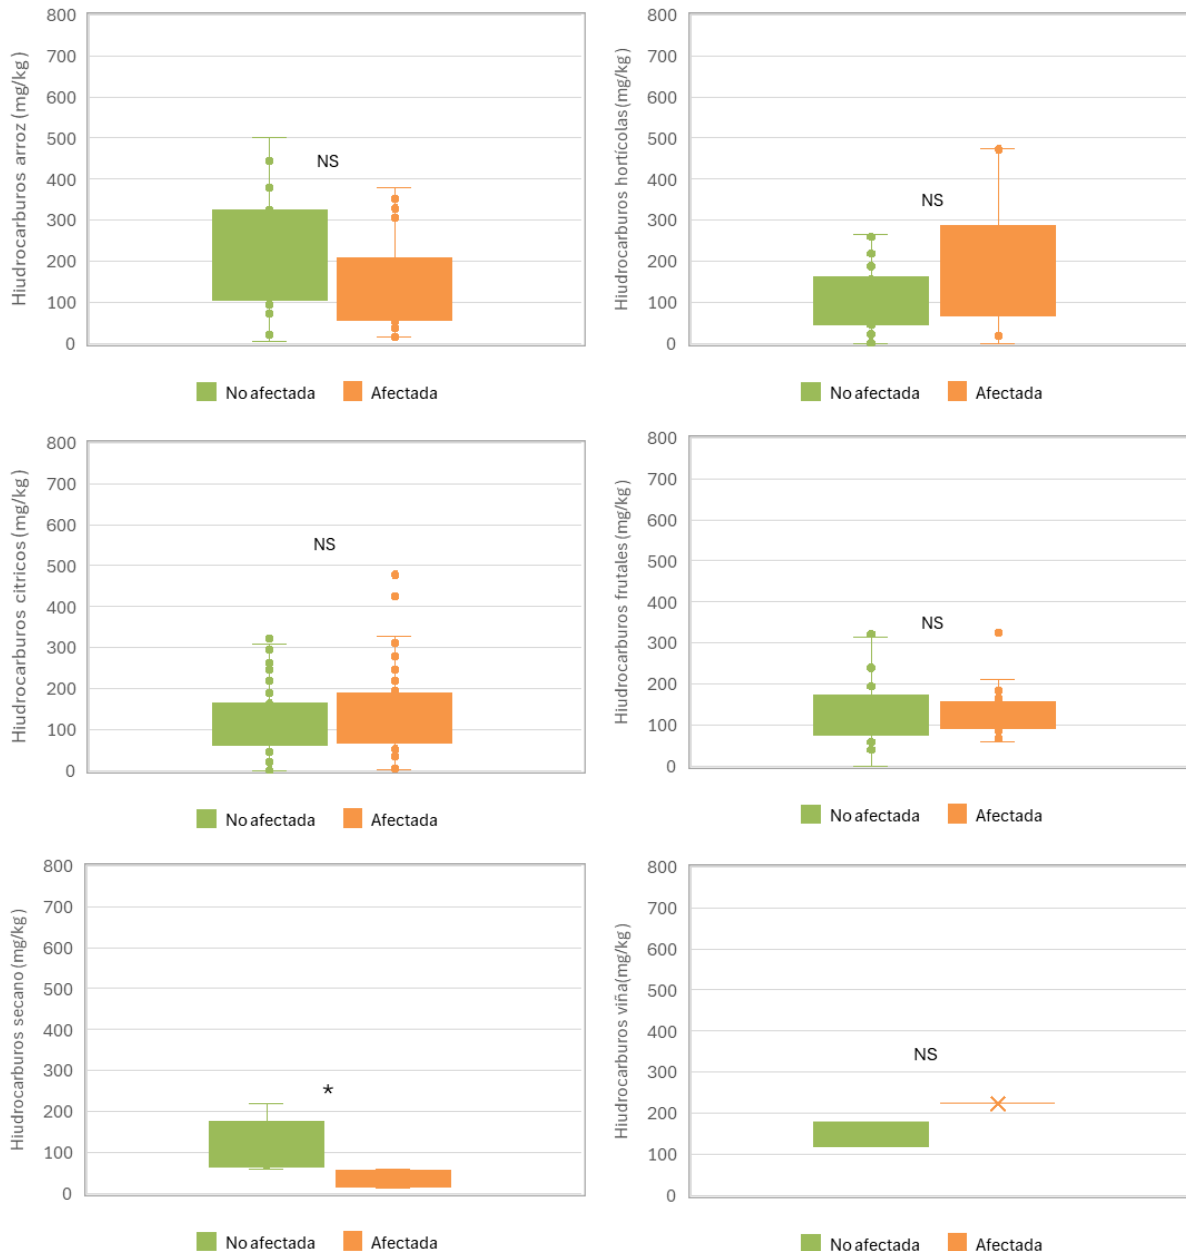 Hiudrocarburos arroz (mg/kg)
800
700
600
500
400
300
200
100
0
NS
No afectada
Afectada
Hiudrocarburos hortícolas(mg/kg)
800
700
600
500
400
300
200
100
0
NS
No afectada
Afectada
Hiudrocarburos citricos (mg/kg)
800
700
600
500
400
300
200
100
0
NS
No afectada
Afectada
Hiudrocarburos frutales (mg/kg)
800
700
600
500
400
300
200
100
0
NS
No afectada
Afectada
Hiudrocarburos secano (mg/kg)
800
700
600
500
400
300
200
100
0
*
No afectada
Afectada
Hiudrocarburos viña(mg/kg)
800
700
600
500
400
300
200
100
0
NS
No afectada
Afectada